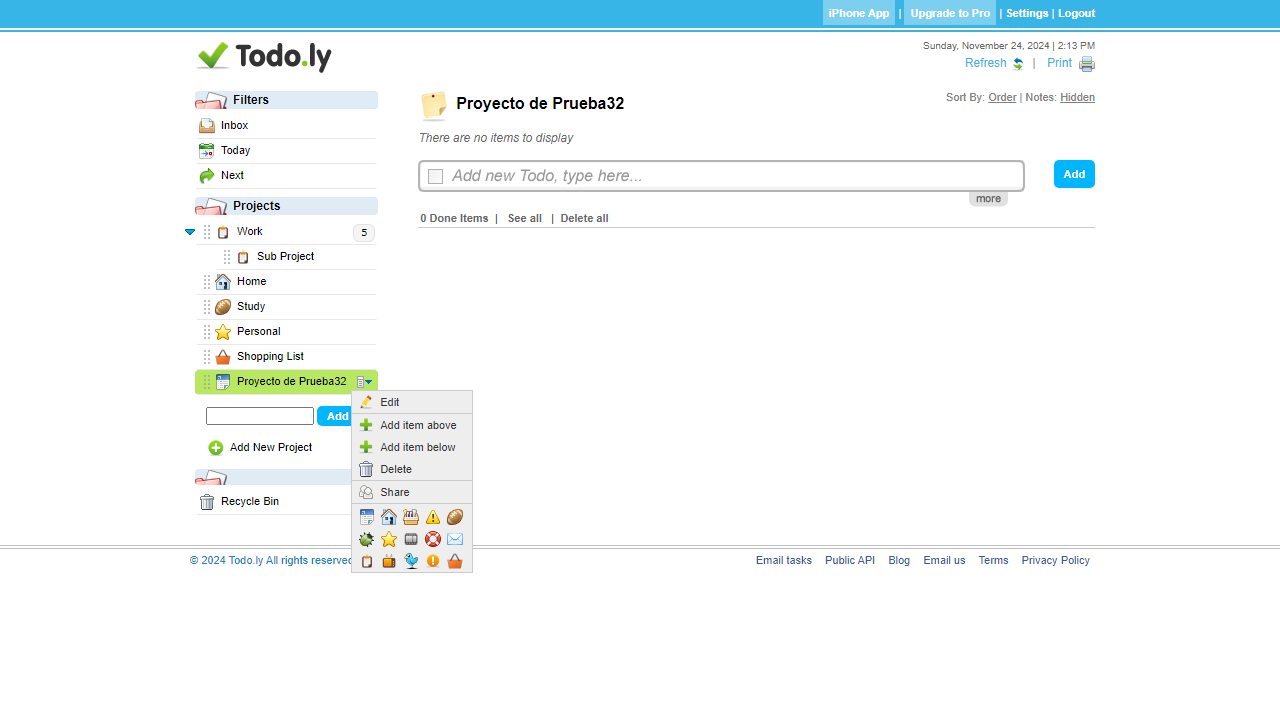 iPhone App | Upgrade to Pro | Settings | Logout
Todo.ly
Sunday, November 24, 2024 | 2:13 PM
Refresh | Print
Filters
Inbox
Today
Next
Projects
Work 5
Sub Project
Home
Study
Personal
Shopping List
Proyecto de Prueba32
Add
Add New Project
Recycle Bin
Edit
Add item above
Add item below
Delete
Share
Proyecto de Prueba32
Sort By: Order | Notes: Hidden
There are no items to display
Add new Todo, type here...
Add
more
0 Done Items | See all | Delete all
© 2024 Todo.ly All rights reserved
Email tasks Public API Blog Email us Terms Privacy Policy